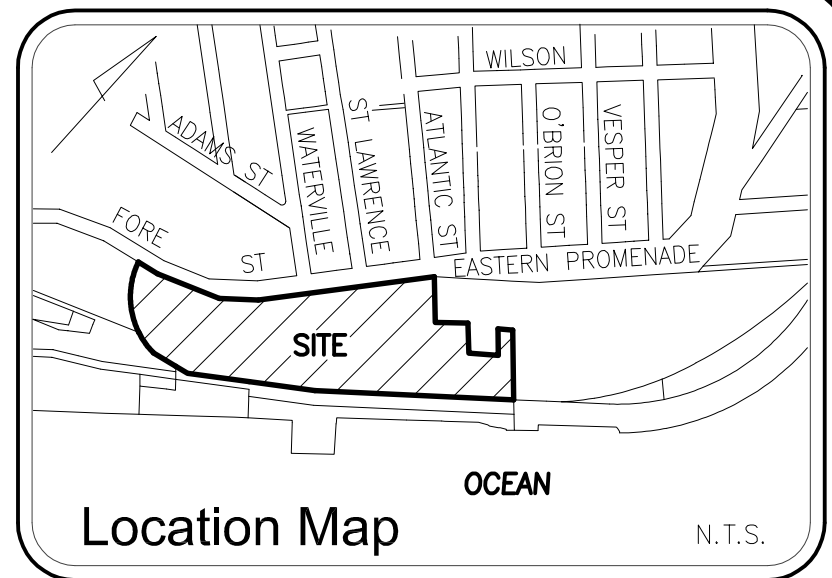 WILSON
ADAMS ST
WATERVILLE
ST LAWRENCE
ATLANTIC ST
O'BRION ST
VESPER ST
FORE ST
EASTERN PROMENADE
SITE
OCEAN
Location Map
N.T.S.